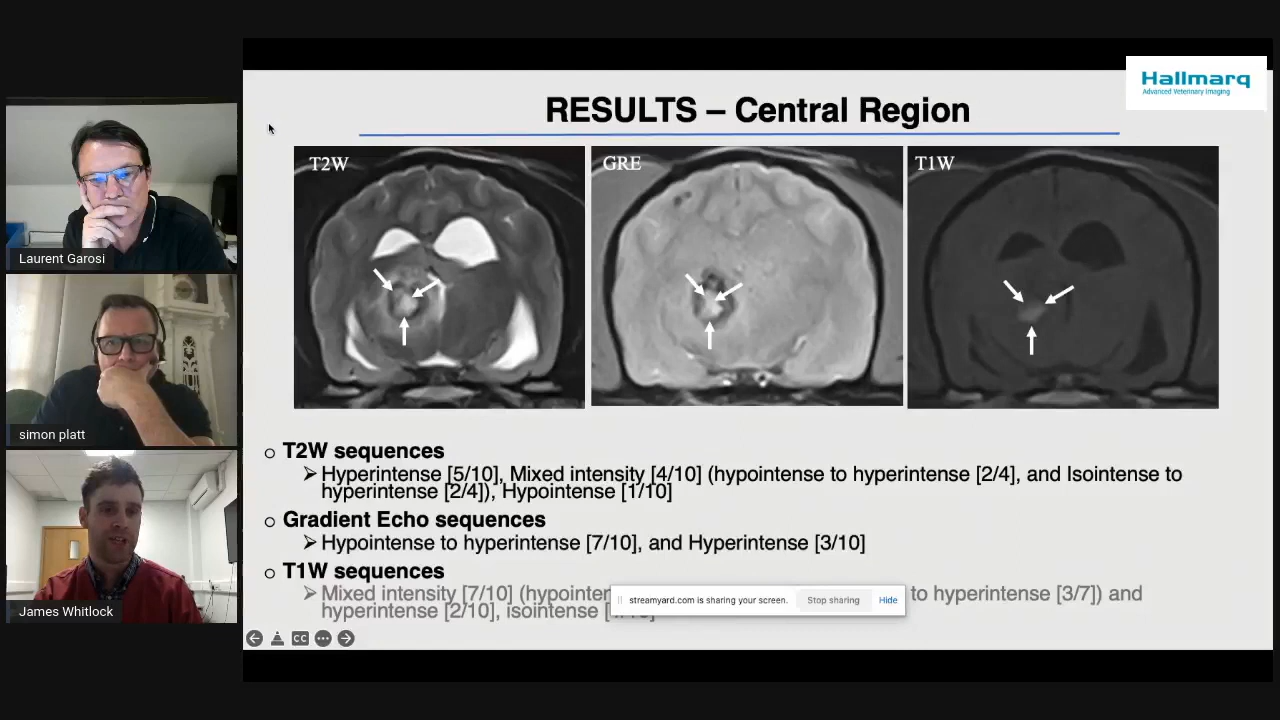 Hallmarq
Advanced Veterinary Imaging
RESULTS – Central Region
T2W
GRE
T1W
Laurent Garosi
simon platt
James Whitlock
○ T2W sequences
➢ Hyperintense [5/10], Mixed intensity [4/10] (hypointense to hyperintense [2/4], and Isointense to
hyperintense [2/4]), Hypointense [1/10]
○ Gradient Echo sequences
➢ Hypointense to hyperintense [7/10], and Hyperintense [3/10]
○ T1W sequences
➢ Mixed intensity [7/10] to hyperintense [3/7]) and
hyperintense [2/10], isointense
streamyard.com is sharing your screen. Stop sharing Hide
CC